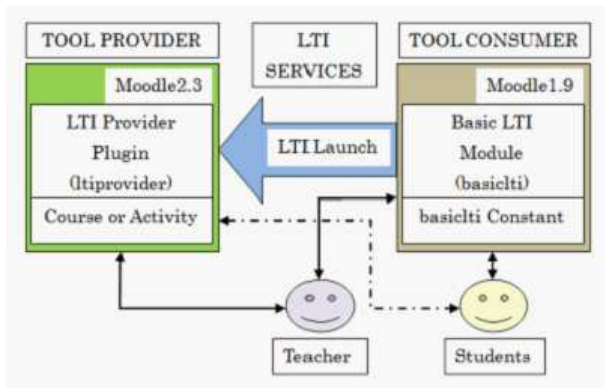 TOOL PROVIDER
LTI
SERVICES
TOOL CONSUMER
Moodle2.3
LTI Provider
Plugin
(ltiprovider)
Course or Activity
LTI Launch
Moodle1.9
Basic LTI
Module
(basiclti)
basiclti Constant
Teacher
Students